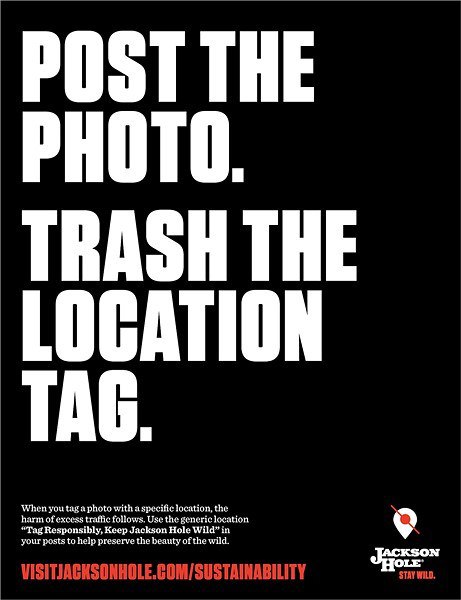 POST THE
PHOTO.
TRASH THE
LOCATION
TAG.
When you tag a photo with a specific location, the
harm of excess traffic follows. Use the generic location
“Tag Responsibly, Keep Jackson Hole Wild” in
your posts to help preserve the beauty of the wild.
VISITJACKSONHOLE.COM/SUSTAINABILITY
JACKSON
HOLE®
STAY WILD.